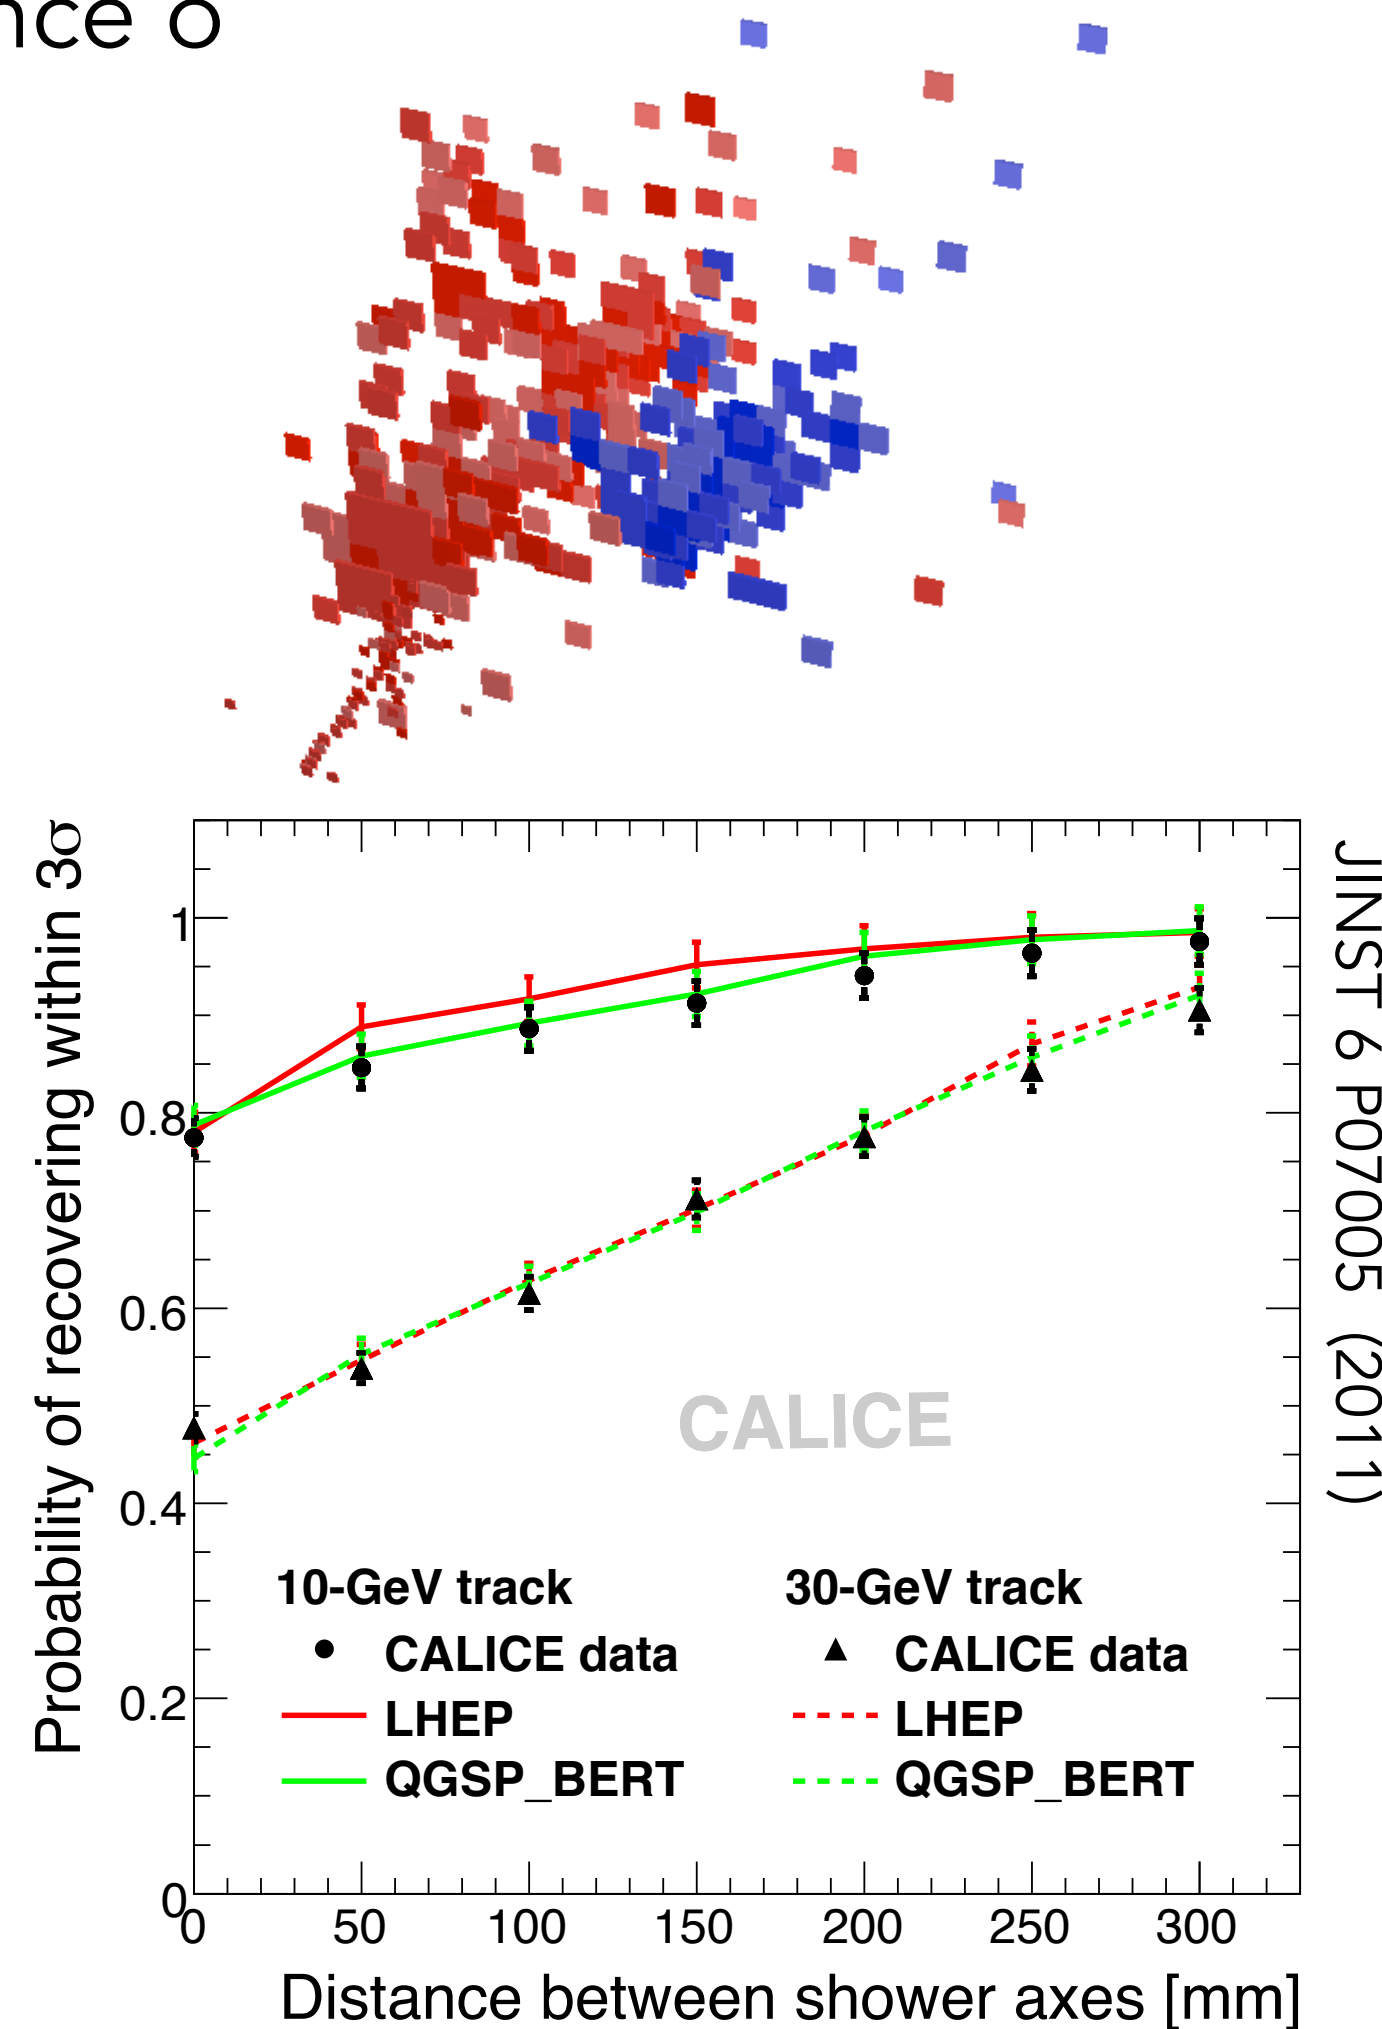 nce o
Probability of recovering within 3σ
JINST 6 P07005 (2011)
1
0.8
0.6
0.4
0.2
0
CALICE
10-GeV track
CALICE data
LHEP
QGSP_BERT
30-GeV track
CALICE data
LHEP
QGSP_BERT
0 50 100 150 200 250 300
Distance between shower axes [mm]